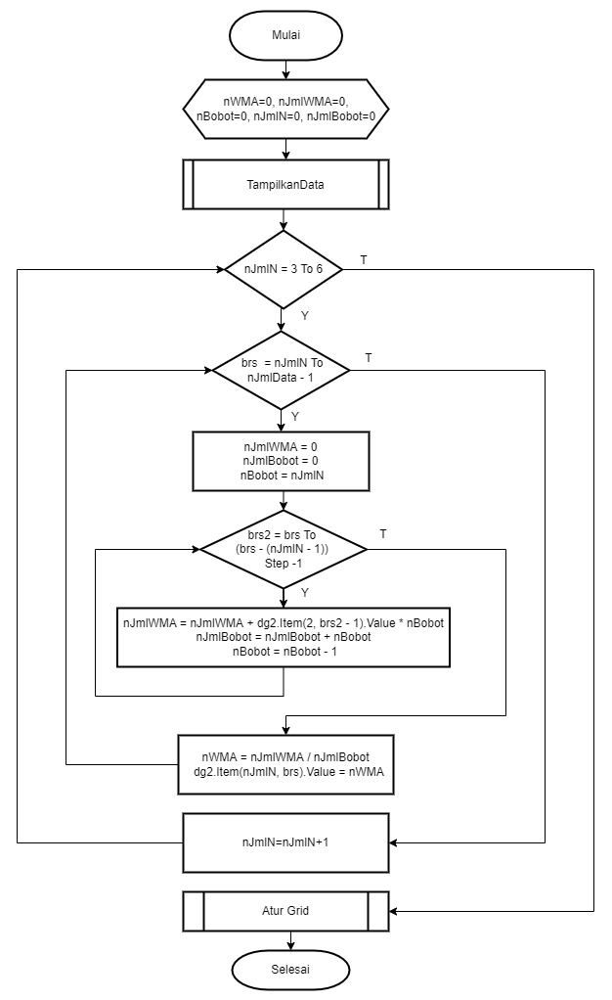 Mulai
nWMA=0, nJmlWMA=0,
nBobot=0, nJmlN=0, nJmlBobot=0
TampilkanData
nJmlN = 3 To 6
T
Y
brs = nJmlN To
nJmlData - 1
T
Y
nJmlWMA = 0
nJmlBobot = 0
nBobot = nJmlN
brs2 = brs To
(brs - (nJmlN - 1))
Step -1
T
Y
nJmlWMA = nJmlWMA + dg2.Item(2, brs2 - 1).Value * nBobot
nJmlBobot = nJmlBobot + nBobot
nBobot = nBobot - 1
nWMA = nJmlWMA / nJmlBobot
dg2.Item(nJmlN, brs).Value = nWMA
nJmlN=nJmlN+1
Atur Grid
Selesai